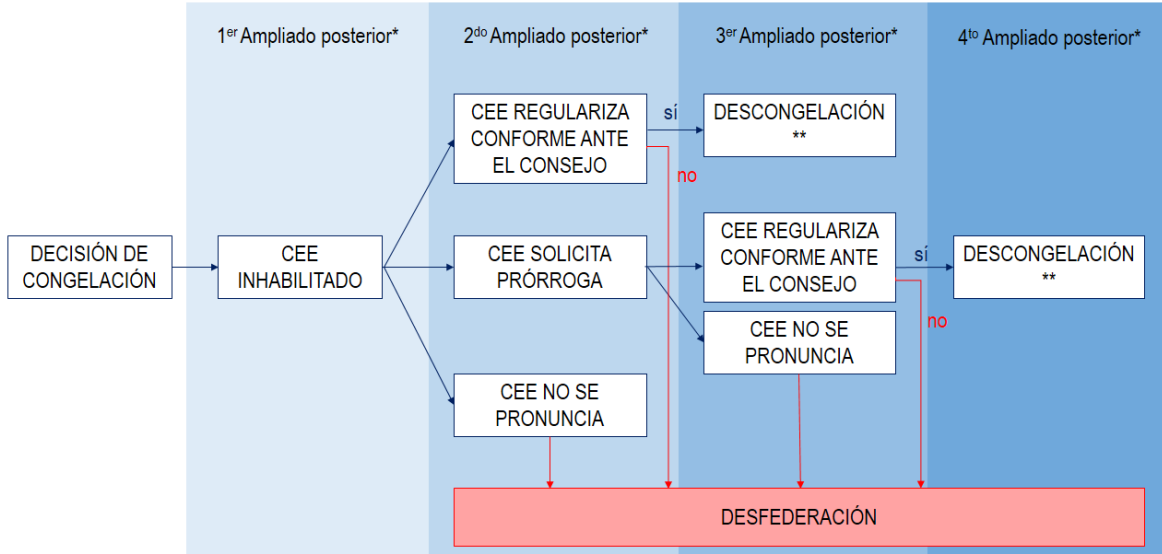 1er Ampliado posterior*
2do Ampliado posterior*
3er Ampliado posterior*
4to Ampliado posterior*
DECISIÓN DE
CONGELACIÓN
CEE
INHABILITADO
CEE REGULARIZA
CONFORME ANTE
EL CONSEJO
sí
no
DESCONGELACIÓN
**
CEE SOLICITA
PRÓRROGA
CEE REGULARIZA
CONFORME ANTE
EL CONSEJO
sí
no
DESCONGELACIÓN
**
CEE NO SE
PRONUNCIA
CEE NO SE
PRONUNCIA
DESFEDERACIÓN